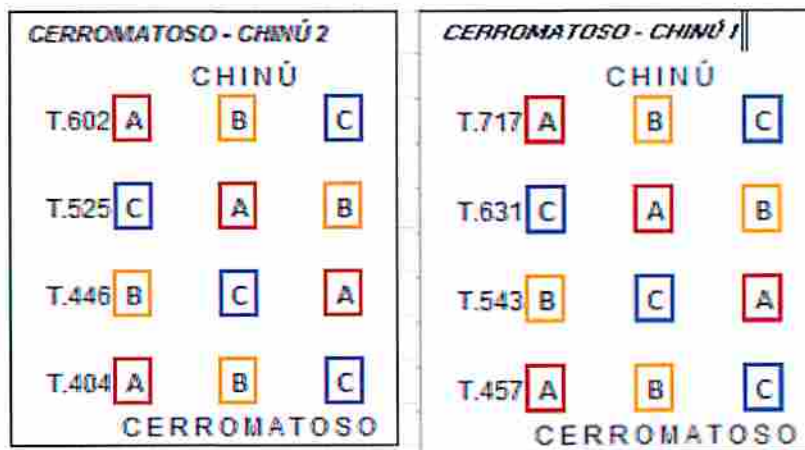 CERROMATOSO - CHINÚ 2
CHINÚ
T.602 A B C
T.525 C A B
T.446 B C A
T.404 A B C
CERROMATOSO
CERROMATOSO - CHINÚ 1
CHINÚ
T.717 A B C
T.631 C A B
T.543 B C A
T.457 A B C
CERROMATOSO